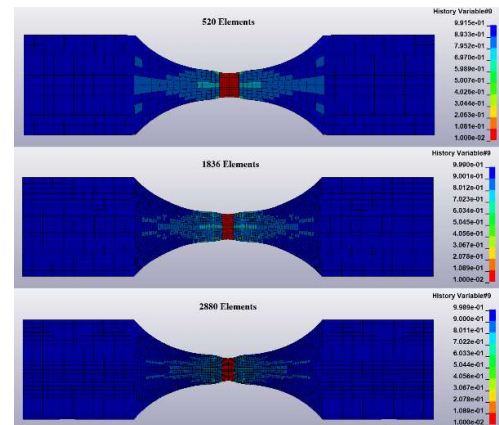 History Variable#9
520 Elements
9.915e-01
8.933e-01
7.952e-01
6.970e-01
5.989e-01
5.007e-01
4.026e-01
3.044e-01
2.063e-01
1.081e-01
1.000e-02
History Variable#9
1836 Elements
9.990e-01
9.001e-01
8.012e-01
7.023e-01
6.034e-01
5.045e-01
4.056e-01
3.067e-01
2.078e-01
1.089e-01
1.000e-02
History Variable#9
2880 Elements
9.989e-01
9.000e-01
8.011e-01
7.022e-01
6.033e-01
5.044e-01
4.056e-01
3.067e-01
2.078e-01
1.089e-01
1.000e-02